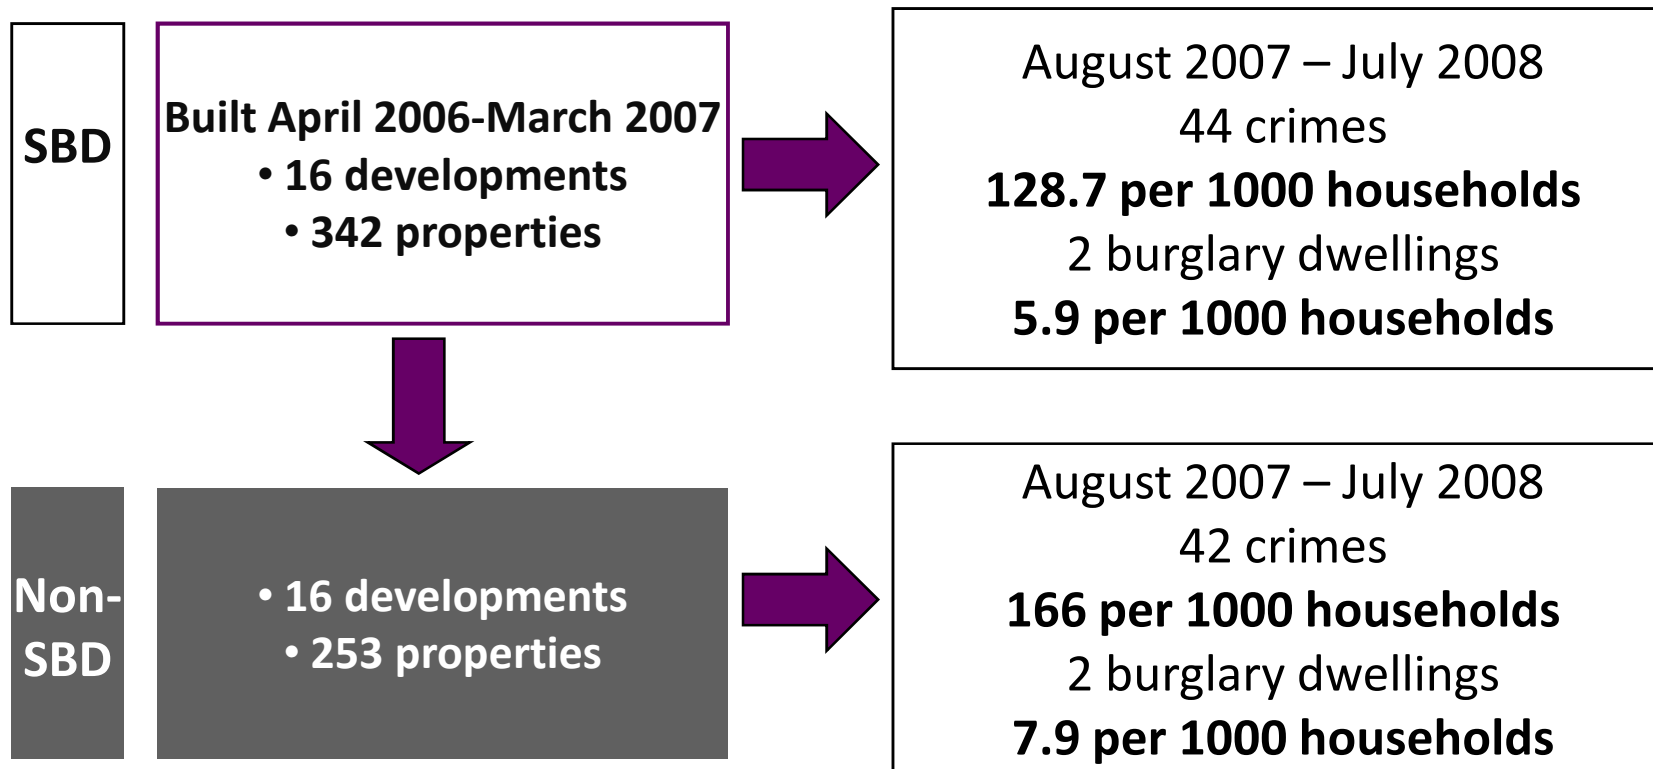 SBD
Built April 2006-March 2007
• 16 developments
• 342 properties
August 2007 – July 2008
44 crimes
128.7 per 1000 households
2 burglary dwellings
5.9 per 1000 households
Non-
SBD
• 16 developments
• 253 properties
August 2007 – July 2008
42 crimes
166 per 1000 households
2 burglary dwellings
7.9 per 1000 households